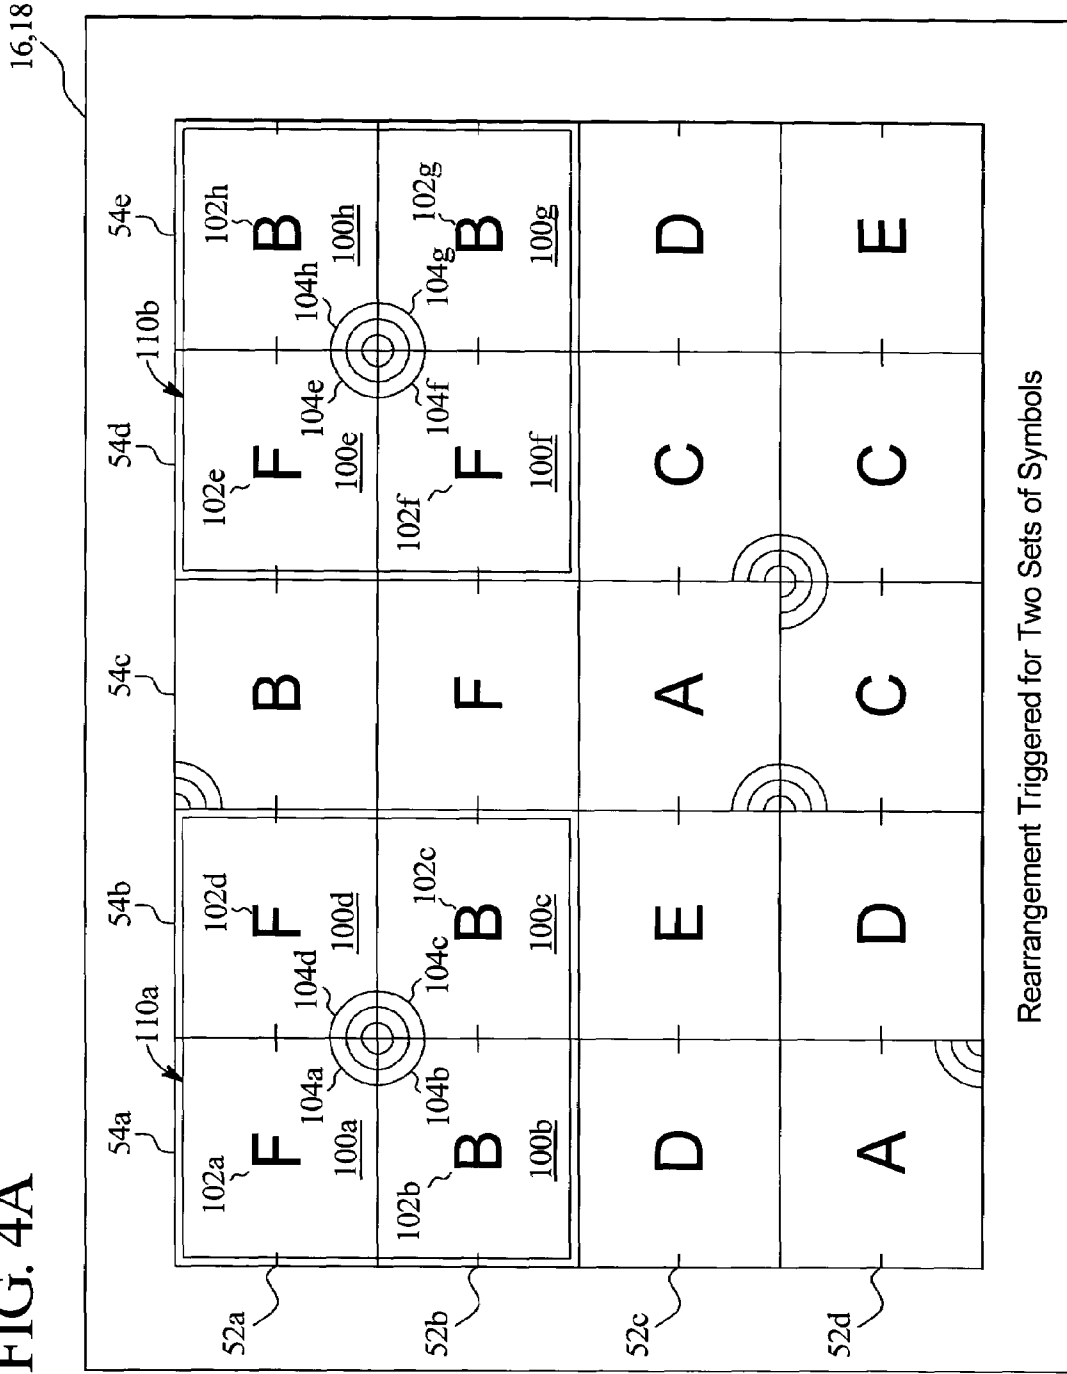 FIG. 4A
16,18
54a 54b 54c 54d 54e
110a 110b
102a 102d 102e 102h
52a
F F B F B
104a 104d 104e 104h
100a 100d 100e 100h
102b 102c 102f 102g
52b
104b 104c 104f 104g
B B F F B
100b 100c 100f 100g
52c
D E A C D
52d
A D C C E
Rearrangement Triggered for Two Sets of Symbols